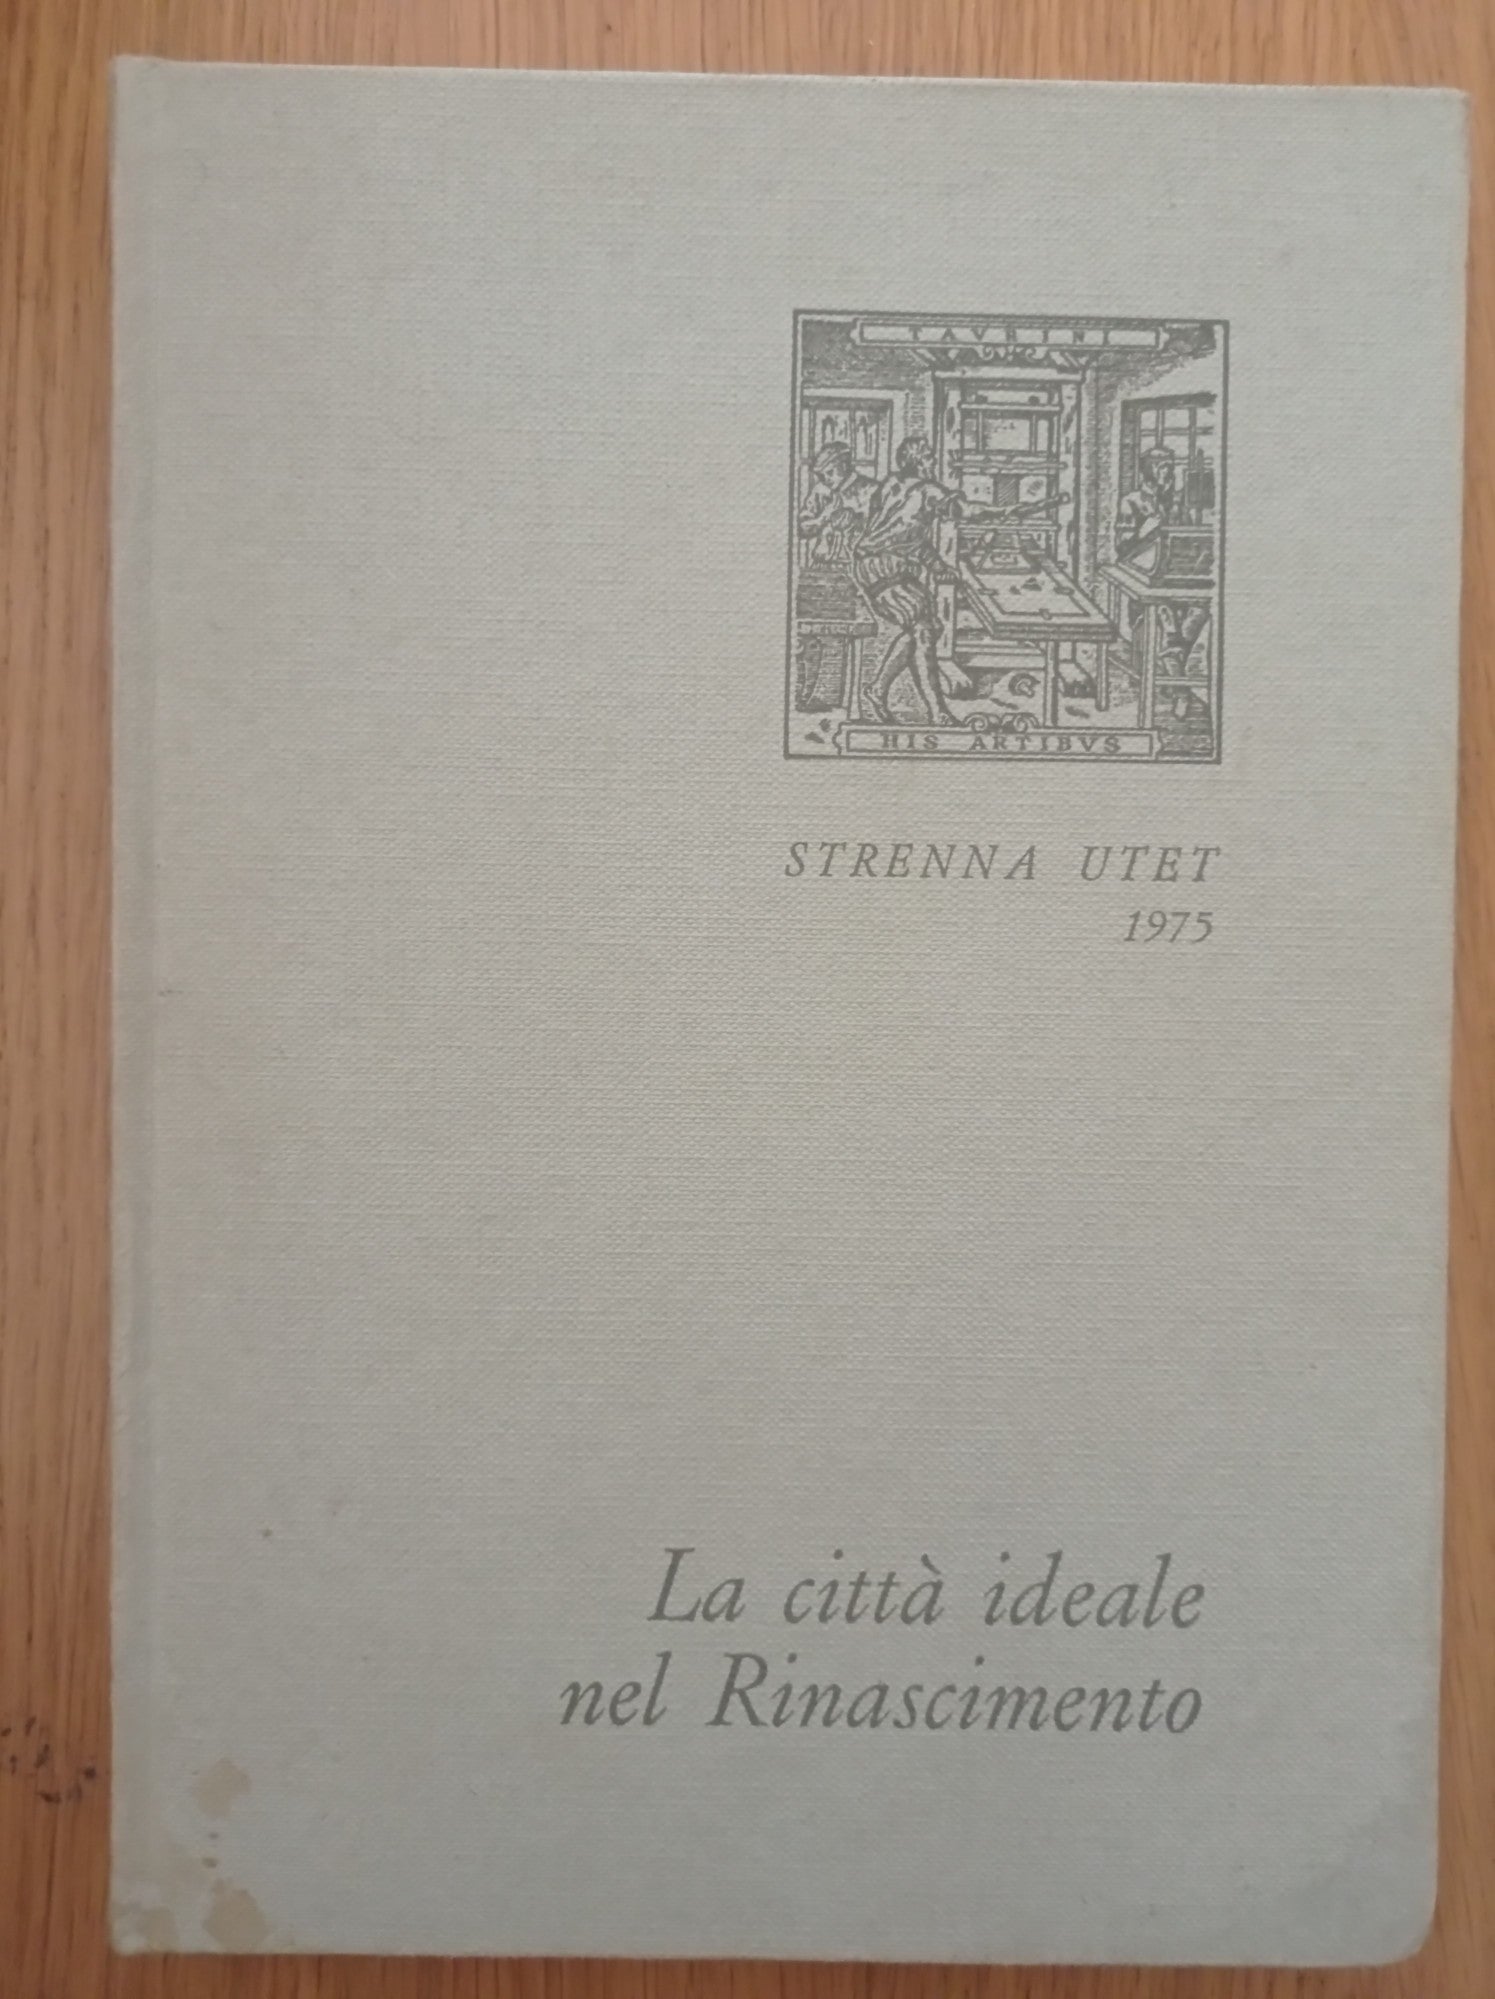 TAVRINI
HIS ARTIBVS
STRENNA UTET
1975
La città ideale
nel Rinascimento